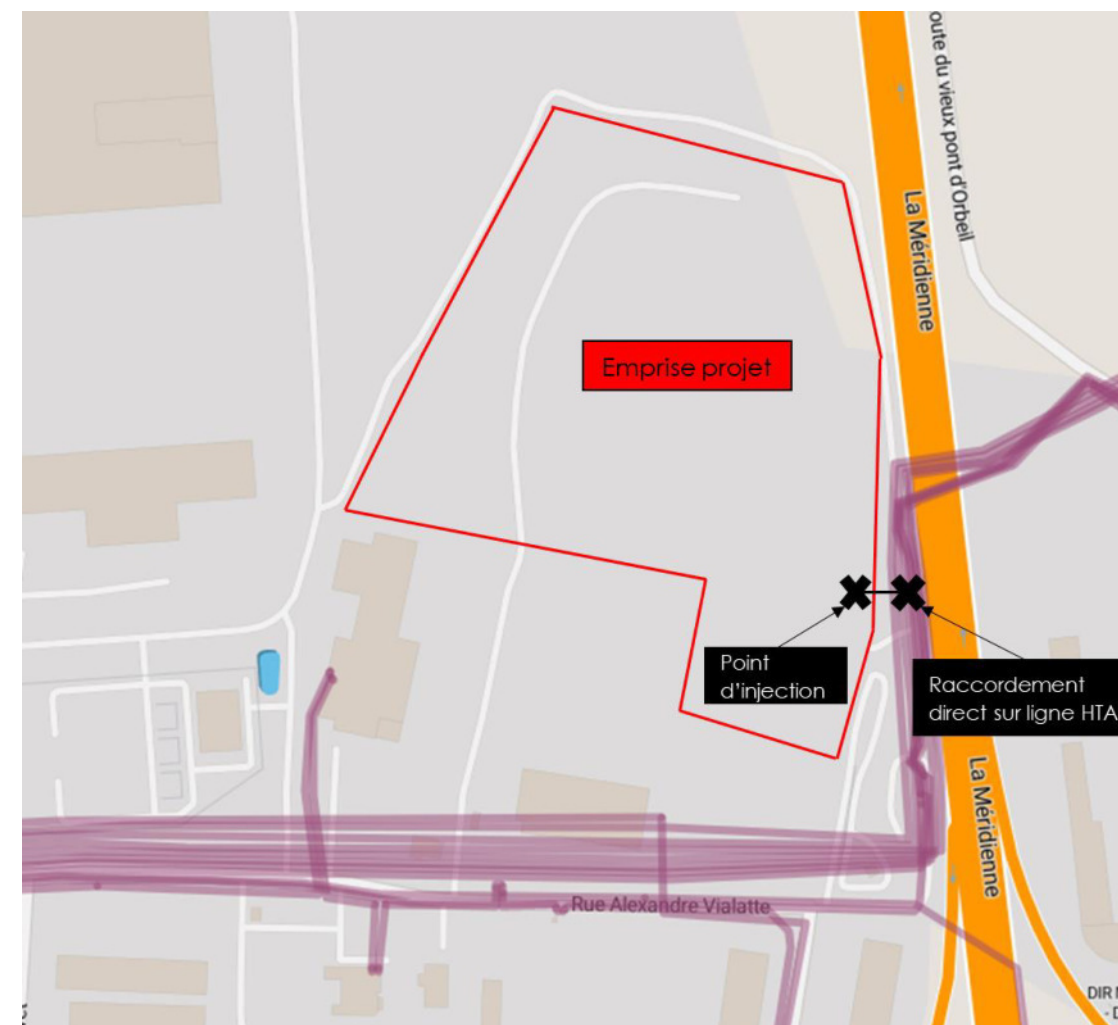 oute du vieux pont d'Orbeil
La Méridienne
Emprise projet
Point
d'injection
Raccordement
direct sur ligne HTA
La Méridienne
Rue Alexandre Vialatte
DIR